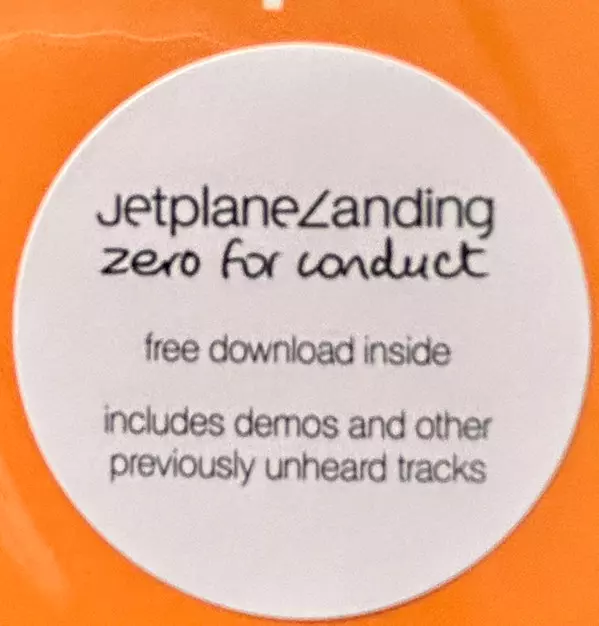 JetplaneLanding
zero for conduct
free download inside
includes demos and other
previously unheard tracks